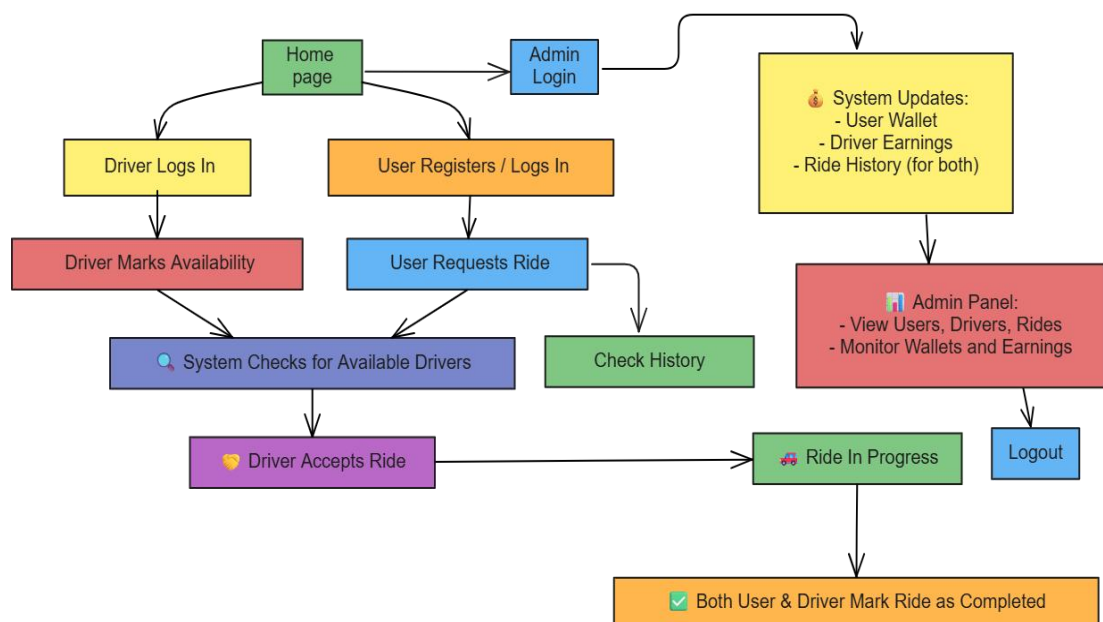 Home
page
Admin
Login
💰 System Updates:
- User Wallet
- Driver Earnings
- Ride History (for both)
Driver Logs In
User Registers / Logs In
Driver Marks Availability
User Requests Ride
📊 Admin Panel:
- View Users, Drivers, Rides
- Monitor Wallets and Earnings
🔍 System Checks for Available Drivers
Check History
🤝 Driver Accepts Ride
🚗 Ride In Progress
Logout
✅ Both User & Driver Mark Ride as Completed